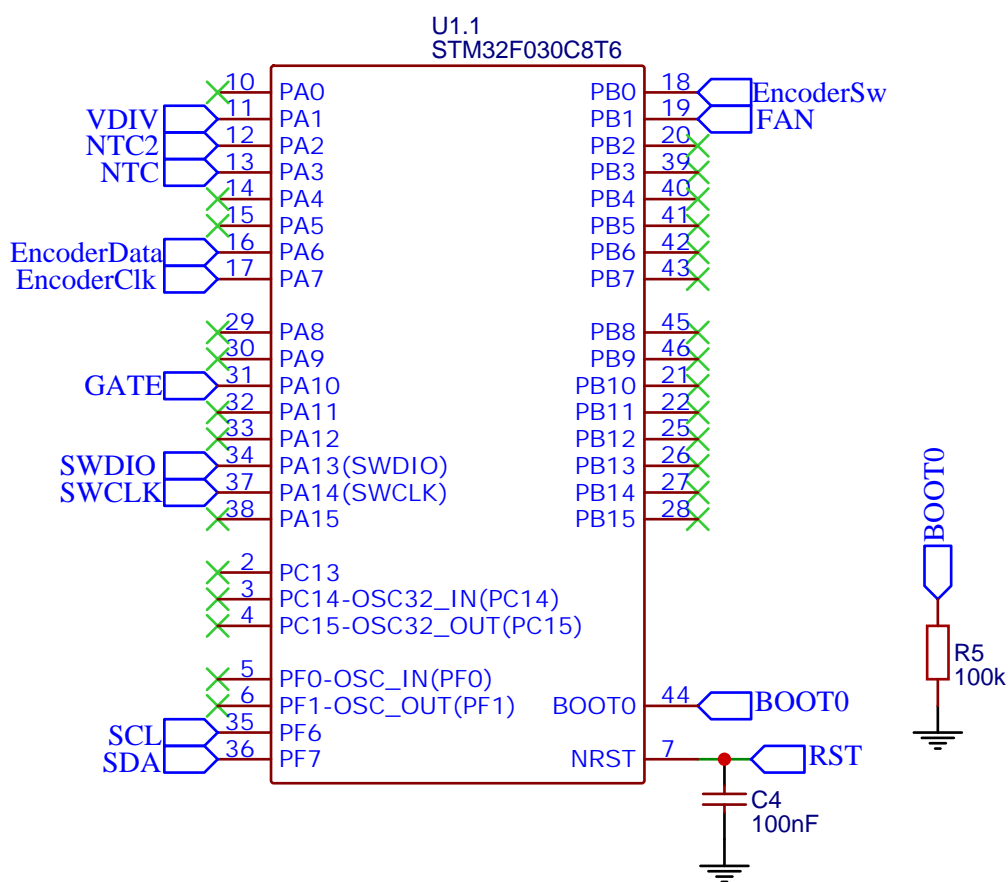 U1.1
STM32F030C8T6
10 PA0 PB0 18 EncoderSw
VDIV 11 PA1 PB1 19 FAN
NTC2 12 PA2 PB2 20
NTC 13 PA3 PB3 39
14 PA4 PB4 40
15 PA5 PB5 41
EncoderData 16 PA6 PB6 42
EncoderClk 17 PA7 PB7 43
29 PA8 PB8 45
30 PA9 PB9 46
GATE 31 PA10 PB10 21
32 PA11 PB11 22
33 PA12 PB12 25
SWDIO 34 PA13(SWDIO) PB13 26
SWCLK 37 PA14(SWCLK) PB14 27
38 PA15 PB15 28
2 PC13
3 PC14-OSC32_IN(PC14)
4 PC15-OSC32_OUT(PC15)
5 PF0-OSC_IN(PF0)
6 PF1-OSC_OUT(PF1) BOOT0 44 BOOT0
SCL 35 PF6
SDA 36 PF7 NRST 7 RST
C4
100nF
BOOT0
R5
100k